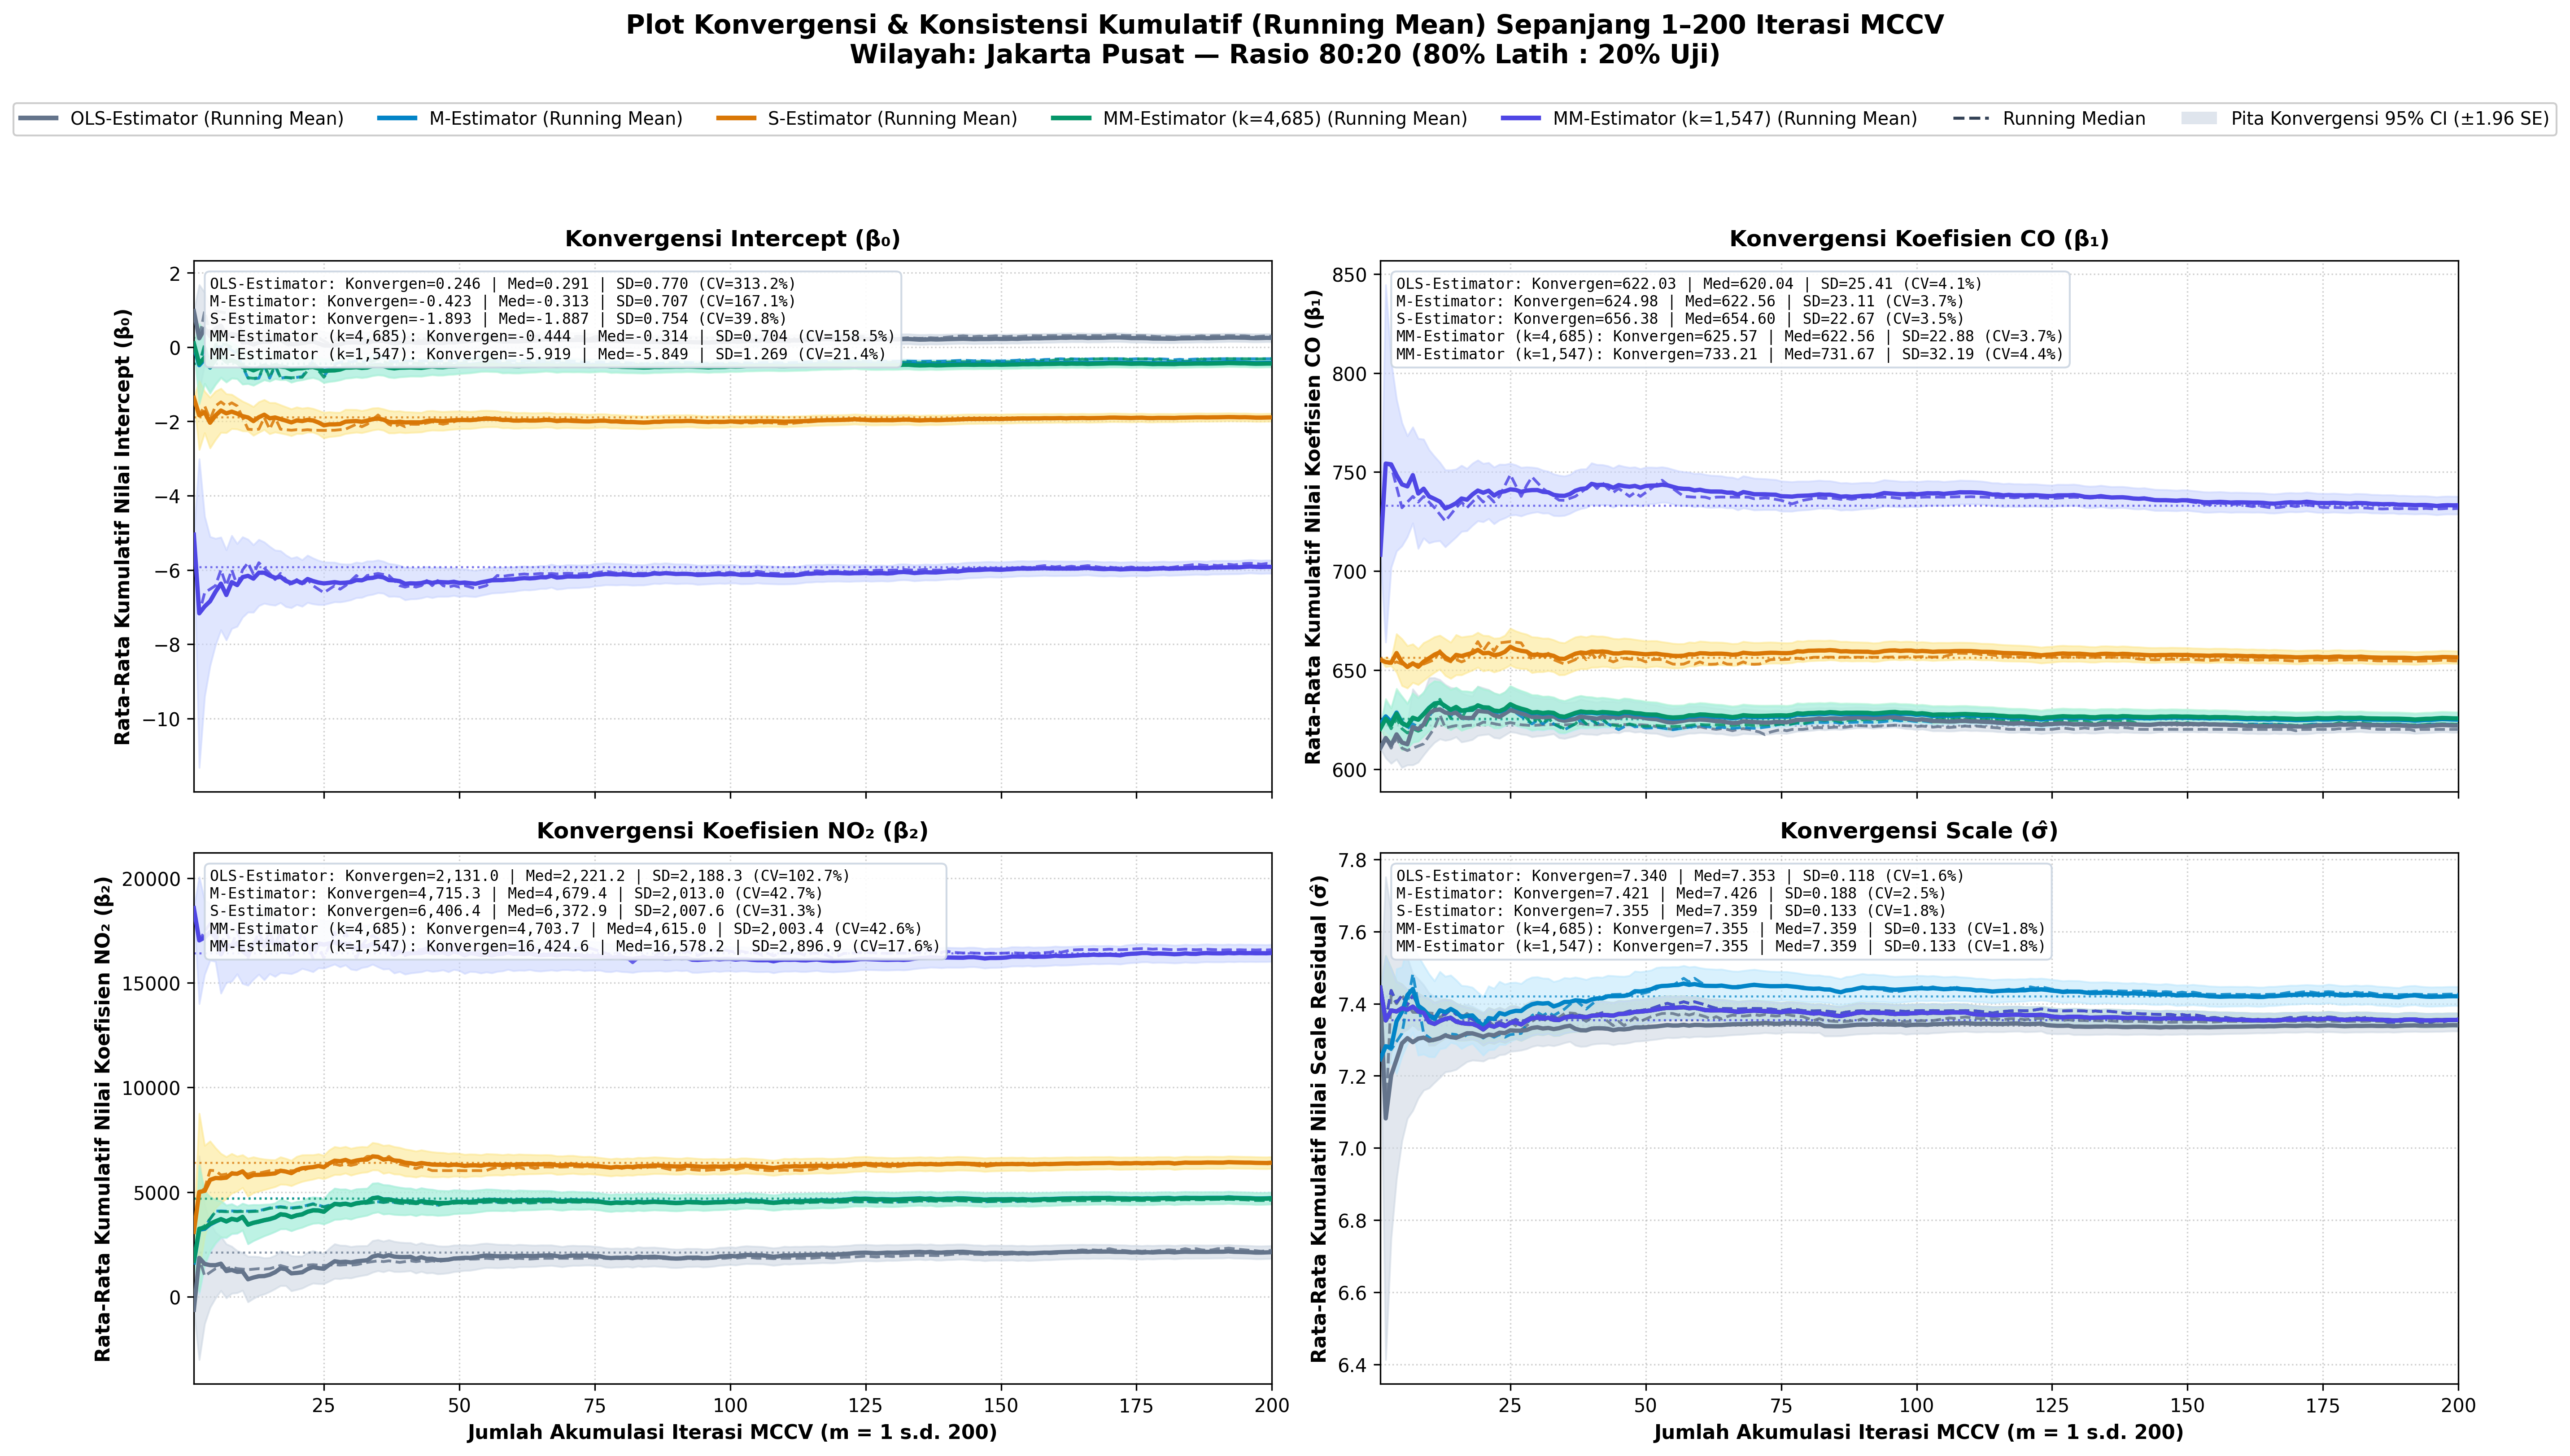 Plot Konvergensi & Konsistensi Kumulatif (Running Mean) Sepanjang 1–200 Iterasi MCCV
Wilayah: Jakarta Pusat — Rasio 80:20 (80% Latih : 20% Uji)
OLS-Estimator (Running Mean) M-Estimator (Running Mean) S-Estimator (Running Mean) MM-Estimator (k=4,685) (Running Mean) MM-Estimator (k=1,547) (Running Mean) Running Median Pita Konvergensi 95% CI (±1.96 SE)
Konvergensi Intercept (β₀)
OLS-Estimator: Konvergen=0.246 | Med=0.291 | SD=0.770 (CV=313.2%)
M-Estimator: Konvergen=-0.423 | Med=-0.313 | SD=0.707 (CV=167.1%)
S-Estimator: Konvergen=-1.893 | Med=-1.887 | SD=0.754 (CV=39.8%)
MM-Estimator (k=4,685): Konvergen=-0.444 | Med=-0.314 | SD=0.704 (CV=158.5%)
MM-Estimator (k=1,547): Konvergen=-5.919 | Med=-5.849 | SD=1.269 (CV=21.4%)
Rata-Rata Kumulatif Nilai Intercept (β₀)
2
0
−2
−4
−6
−8
−10
Konvergensi Koefisien CO (β₁)
OLS-Estimator: Konvergen=622.03 | Med=620.04 | SD=25.41 (CV=4.1%)
M-Estimator: Konvergen=624.98 | Med=622.56 | SD=23.11 (CV=3.7%)
S-Estimator: Konvergen=656.38 | Med=654.60 | SD=22.67 (CV=3.5%)
MM-Estimator (k=4,685): Konvergen=625.57 | Med=622.56 | SD=22.88 (CV=3.7%)
MM-Estimator (k=1,547): Konvergen=733.21 | Med=731.67 | SD=32.19 (CV=4.4%)
Rata-Rata Kumulatif Nilai Koefisien CO (β₁)
850
800
750
700
650
600
Konvergensi Koefisien NO₂ (β₂)
OLS-Estimator: Konvergen=2,131.0 | Med=2,221.2 | SD=2,188.3 (CV=102.7%)
M-Estimator: Konvergen=4,715.3 | Med=4,679.4 | SD=2,013.0 (CV=42.7%)
S-Estimator: Konvergen=6,406.4 | Med=6,372.9 | SD=2,007.6 (CV=31.3%)
MM-Estimator (k=4,685): Konvergen=4,703.7 | Med=4,615.0 | SD=2,003.4 (CV=42.6%)
MM-Estimator (k=1,547): Konvergen=16,424.6 | Med=16,578.2 | SD=2,896.9 (CV=17.6%)
Rata-Rata Kumulatif Nilai Koefisien NO₂ (β₂)
20000
15000
10000
5000
0
25 50 75 100 125 150 175 200
Jumlah Akumulasi Iterasi MCCV (m = 1 s.d. 200)
Konvergensi Scale (σ̂)
OLS-Estimator: Konvergen=7.340 | Med=7.353 | SD=0.118 (CV=1.6%)
M-Estimator: Konvergen=7.421 | Med=7.426 | SD=0.188 (CV=2.5%)
S-Estimator: Konvergen=7.355 | Med=7.359 | SD=0.133 (CV=1.8%)
MM-Estimator (k=4,685): Konvergen=7.355 | Med=7.359 | SD=0.133 (CV=1.8%)
MM-Estimator (k=1,547): Konvergen=7.355 | Med=7.359 | SD=0.133 (CV=1.8%)
Rata-Rata Kumulatif Nilai Scale Residual (σ̂)
7.8
7.6
7.4
7.2
7.0
6.8
6.6
6.4
25 50 75 100 125 150 175 200
Jumlah Akumulasi Iterasi MCCV (m = 1 s.d. 200)